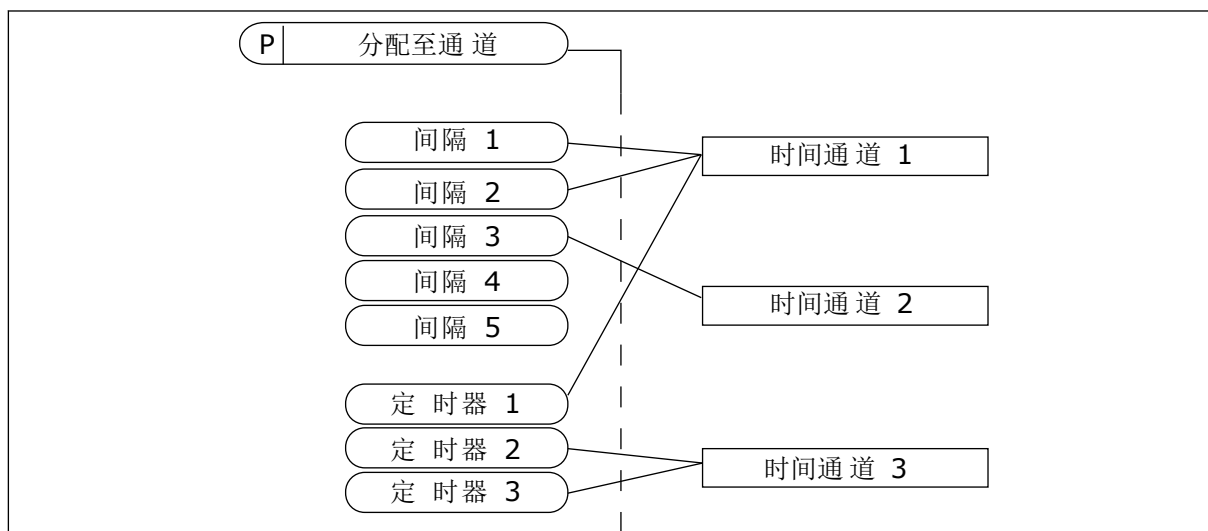 P 分配至通道
间隔 1
间隔 2
间隔 3
间隔 4
间隔 5
定时器 1
定时器 2
定时器 3
时间通道 1
时间通道 2
时间通道 3